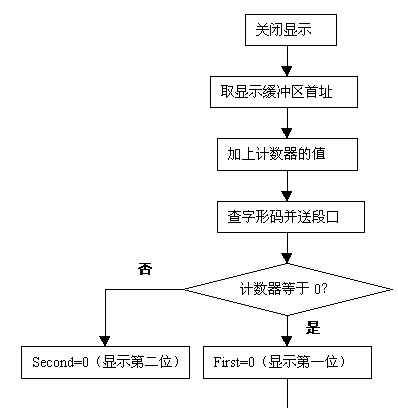 关闭显示
取显示缓冲区首址
加上计数器的值
查字形码并送段口
计数器等于 0?
否
是
Second=0（显示第二位）
First=0（显示第一位）